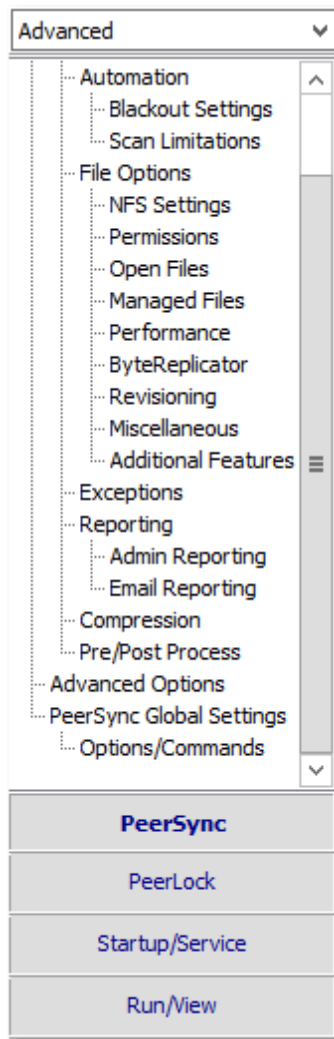 Advanced
Automation
Blackout Settings
Scan Limitations
File Options
NFS Settings
Permissions
Open Files
Managed Files
Performance
ByteReplicator
Revisioning
Miscellaneous
Additional Features
Exceptions
Reporting
Admin Reporting
Email Reporting
Compression
Pre/Post Process
Advanced Options
PeerSync Global Settings
Options/Commands
PeerSync
PeerLock
Startup/Service
Run/View